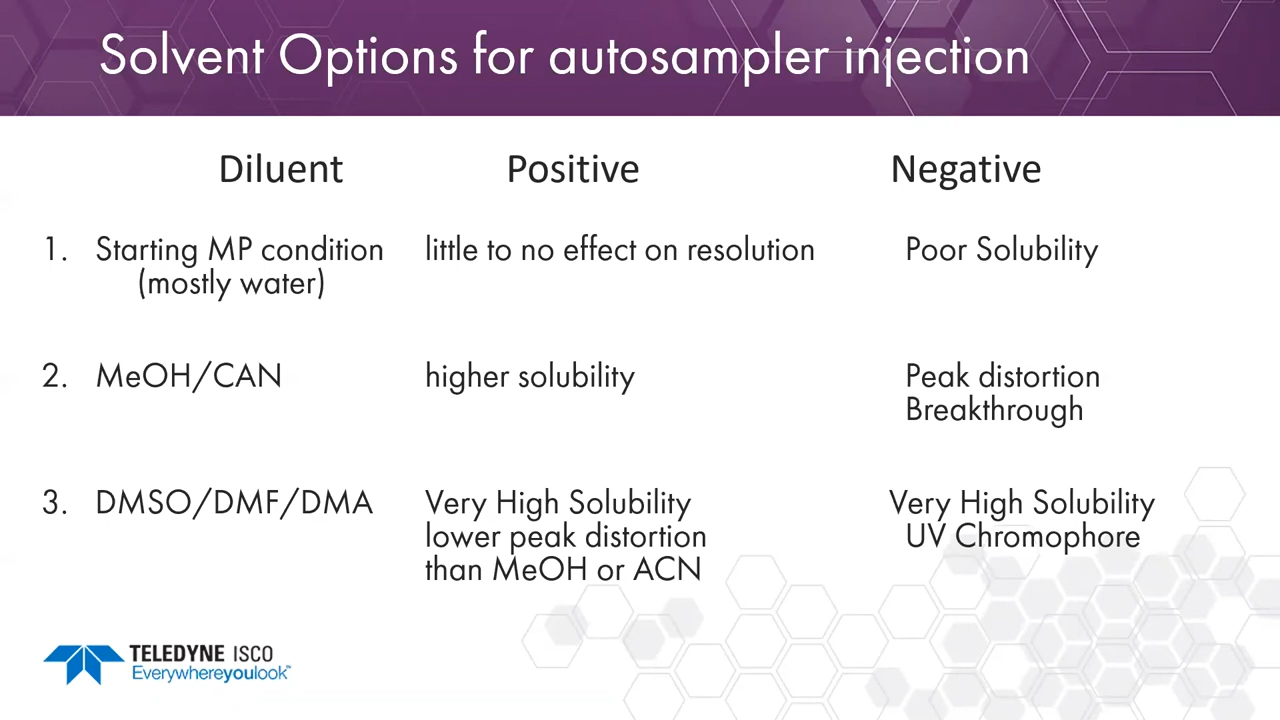 Solvent Options for autosampler injection
Diluent Positive Negative
1. Starting MP condition little to no effect on resolution Poor Solubility
(mostly water)
2. MeOH/CAN higher solubility Peak distortion
Breakthrough
3. DMSO/DMF/DMA Very High Solubility Very High Solubility
lower peak distortion UV Chromophore
than MeOH or ACN
TELEDYNE ISCO
Everywhereyoulook™